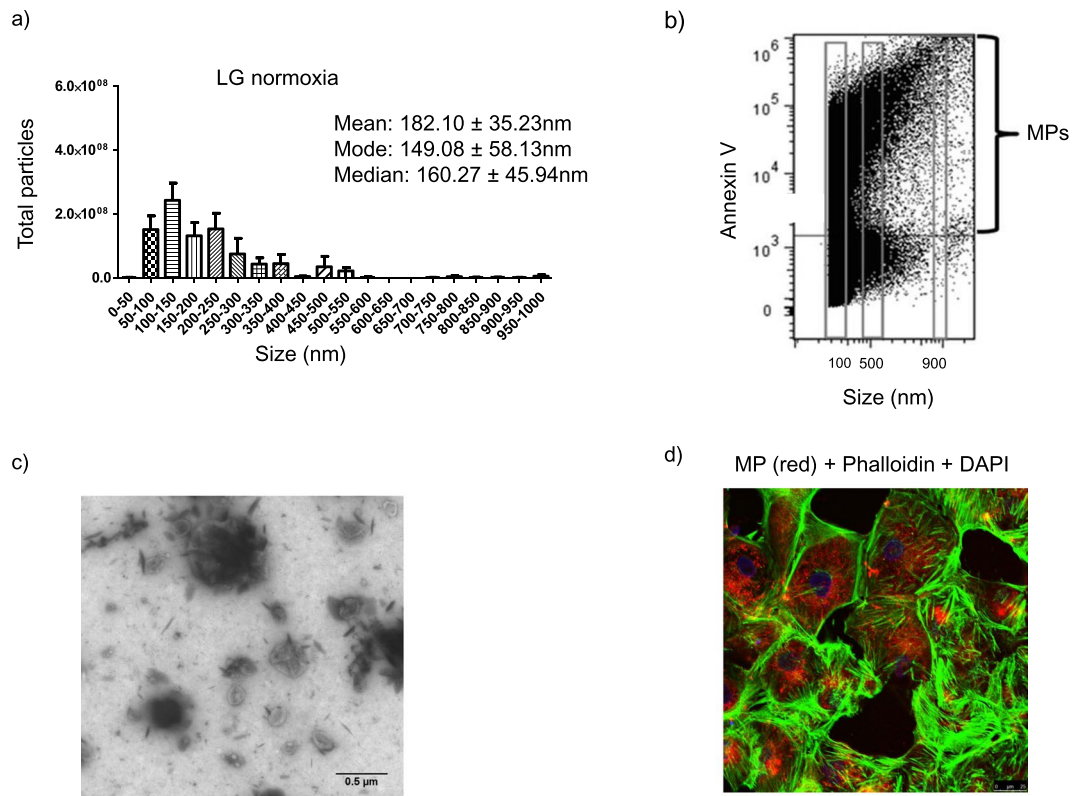 a)
LG normoxia
Mean: 182.10 ± 35.23nm
Mode: 149.08 ± 58.13nm
Median: 160.27 ± 45.94nm
Total particles
6.0×10⁰⁸
4.0×10⁰⁸
2.0×10⁰⁸
0.0
0-50
50-100
100-150
150-200
200-250
250-300
300-350
350-400
400-450
450-500
500-550
550-600
600-650
650-700
700-750
750-800
800-850
850-900
900-950
950-1000
Size (nm)
b)
Annexin V
10⁶
10⁵
10⁴
10³
0
100 500 900
Size (nm)
MPs
c)
0.5 µm
d)
MP (red) + Phalloidin + DAPI
0 µm 25